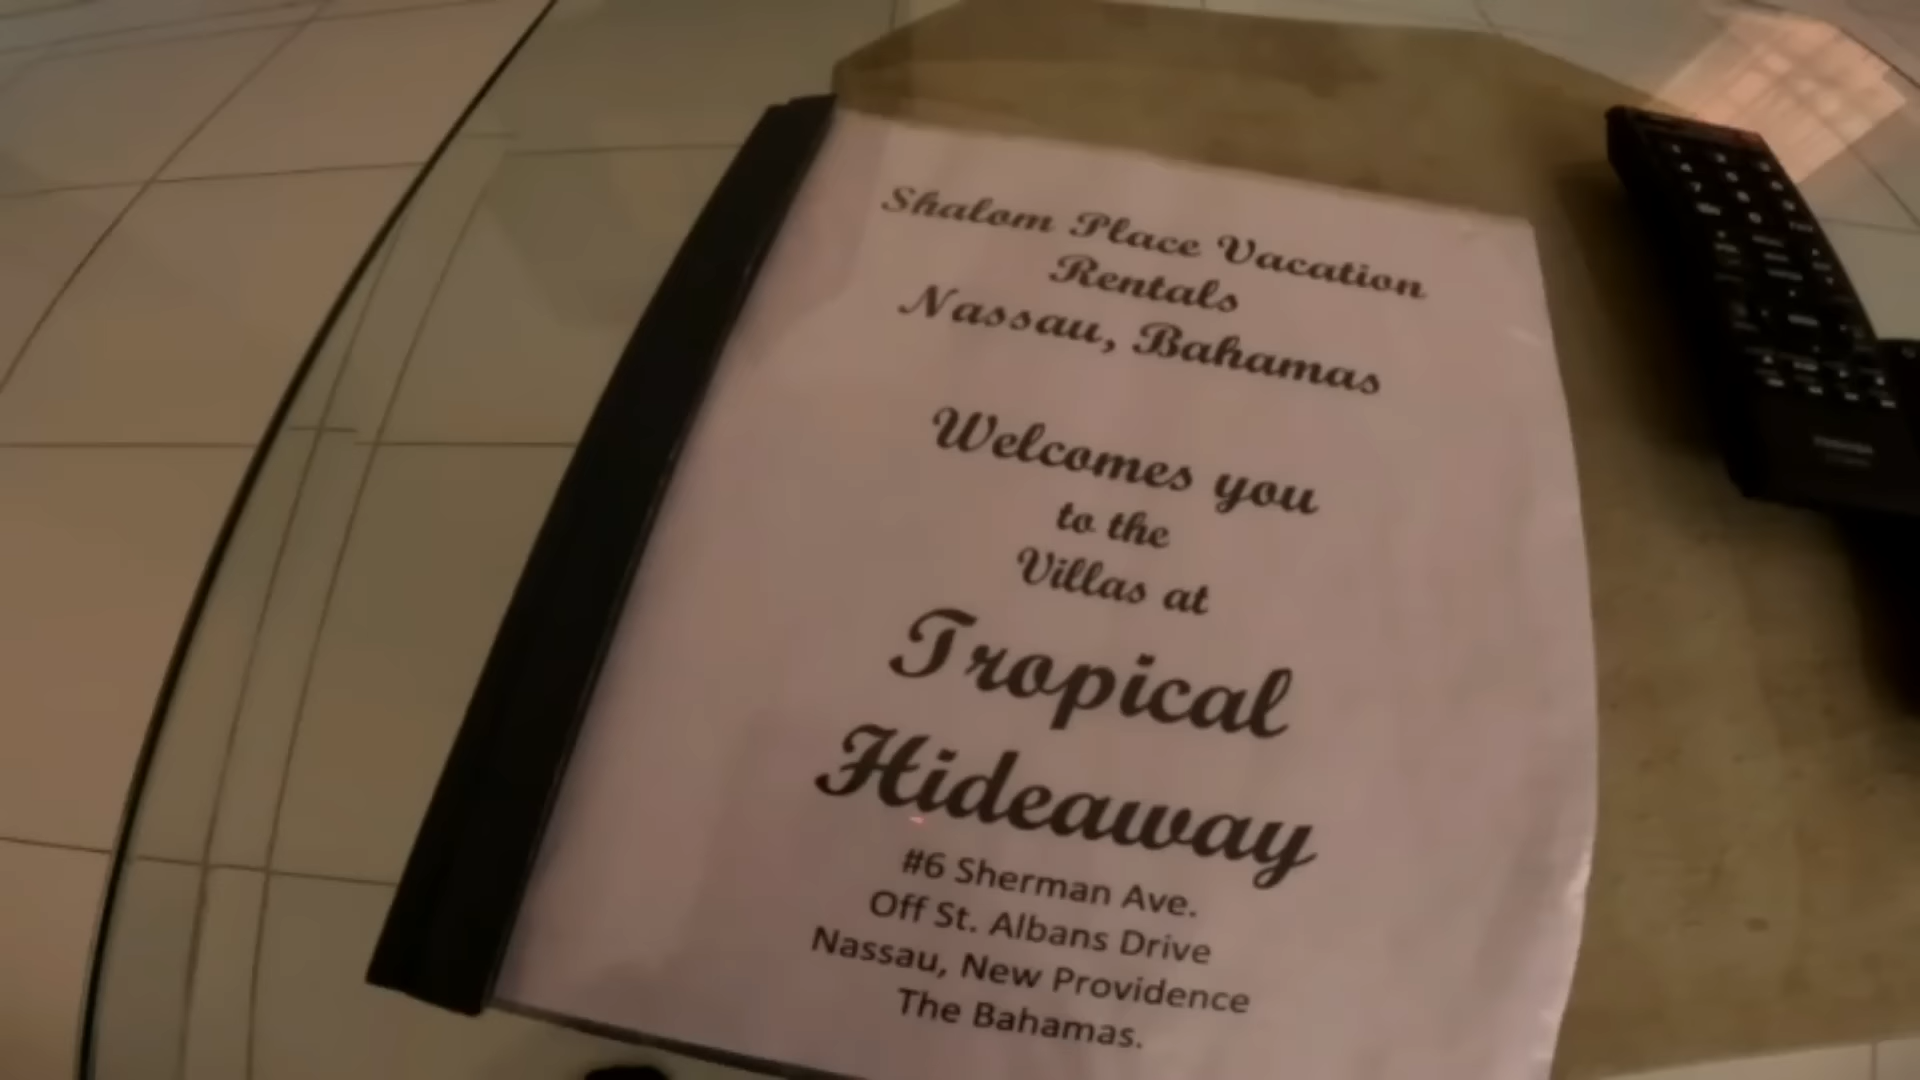 Shalom Place Vacation
Rentals
Nassau, Bahamas
Welcomes you
to the
Villas at
Tropical
Hideaway
#6 Sherman Ave.
Off St. Albans Drive
Nassau, New Providence
The Bahamas.